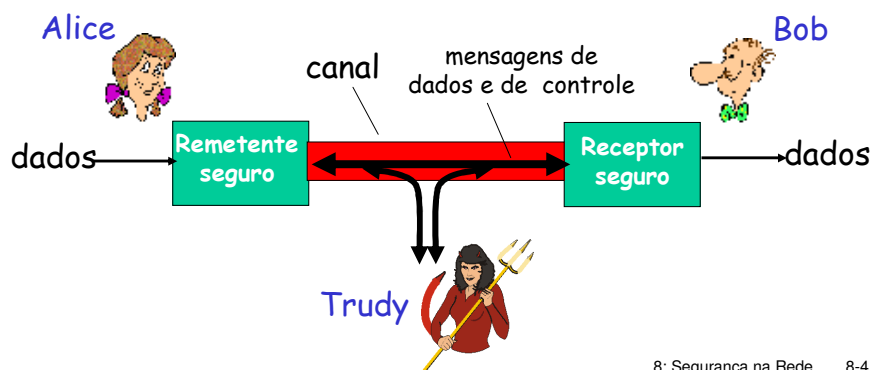 Alice
Bob
canal
mensagens de
dados e de controle
dados
Remetente
seguro
Receptor
seguro
dados
Trudy
8: Segurança na Rede 8-4